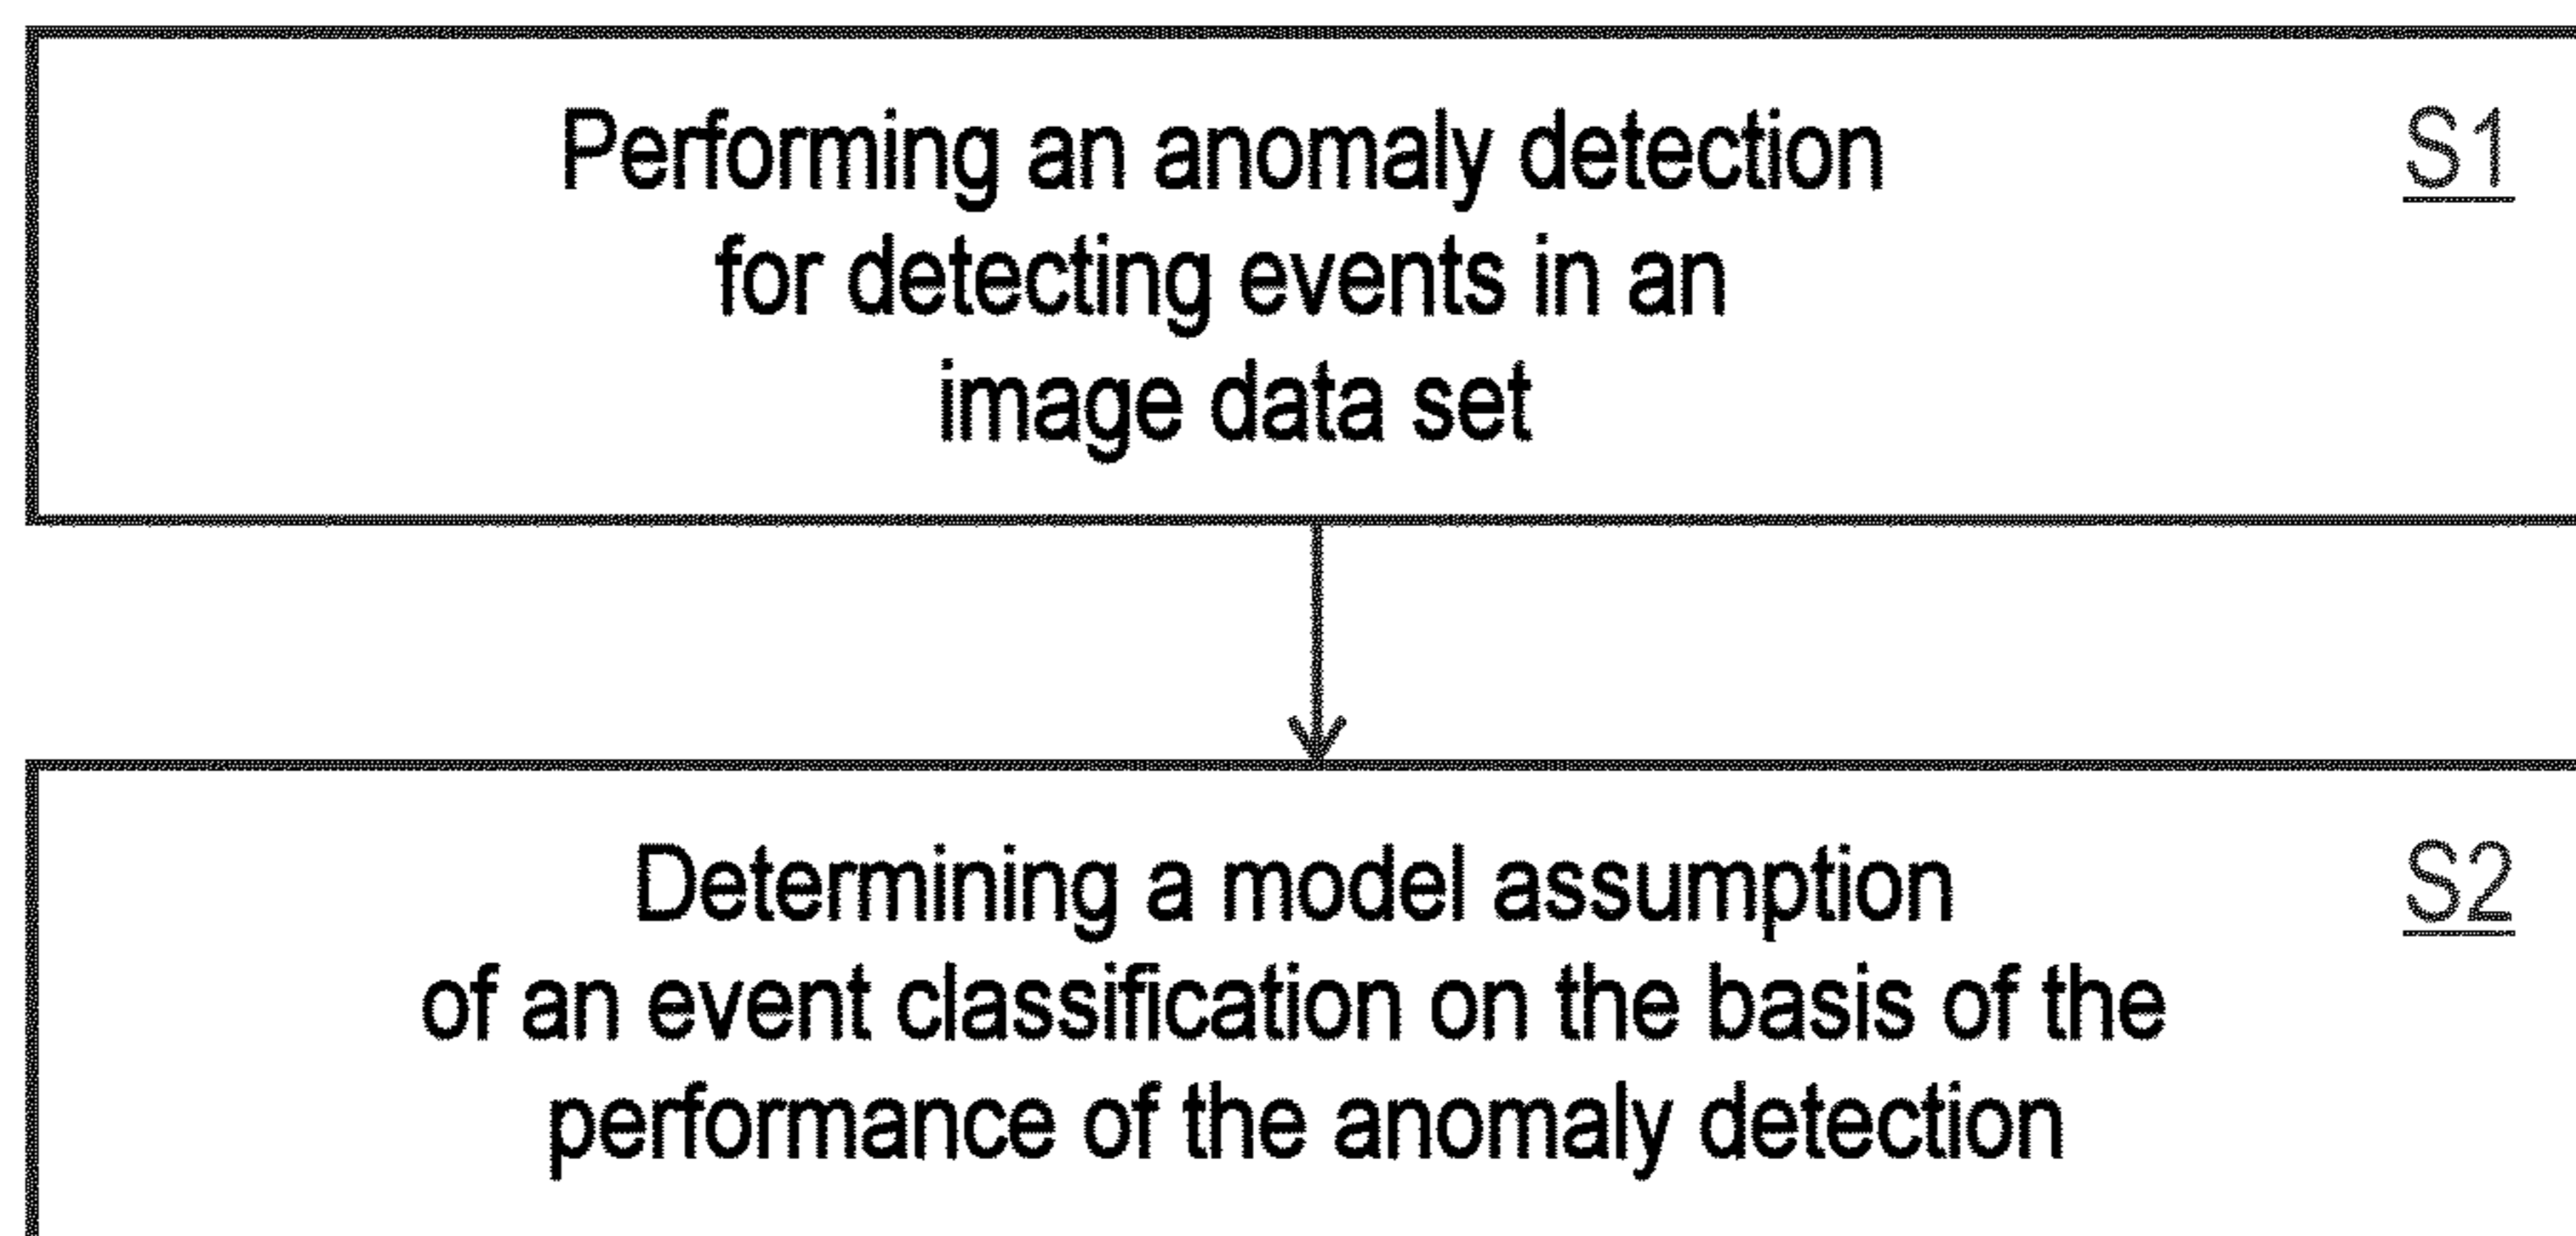 Performing an anomaly detection
S1
for detecting events in an
image data set
Determining a model assumption
S2
of an event classification on the basis of the
performance of the anomaly detection